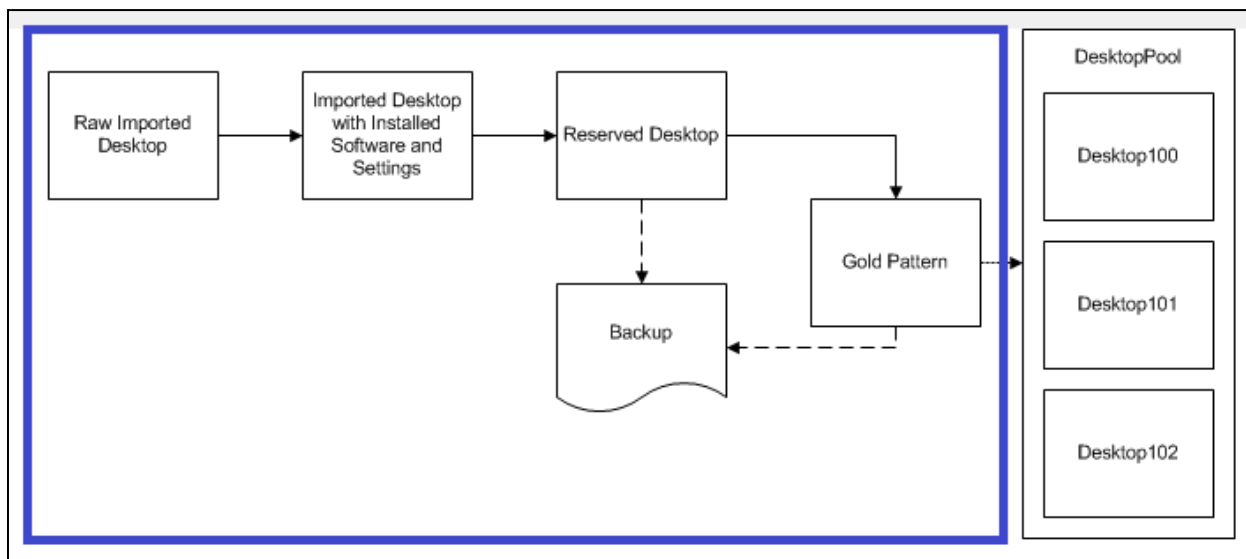 Raw Imported
Desktop
Imported Desktop
with Installed
Software and
Settings
Reserved Desktop
Gold Pattern
Backup
DesktopPool
Desktop100
Desktop101
Desktop102